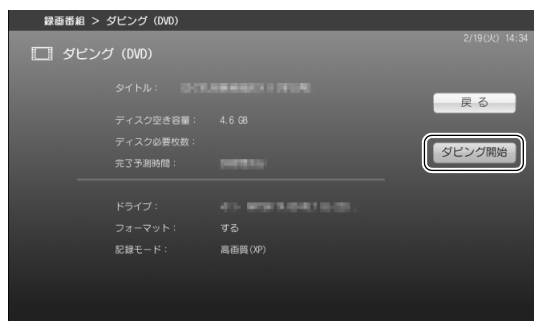 録画番組 > ダビング (DVD)
2/19(火) 14:34
ダビング (DVD)
タイトル：
戻る
ディスク空き容量： 4.6 GB
ディスク必要枚数：
ダビング開始
完了予測時間：
ドライブ：
フォーマット： する
記録モード： 高画質(XP)